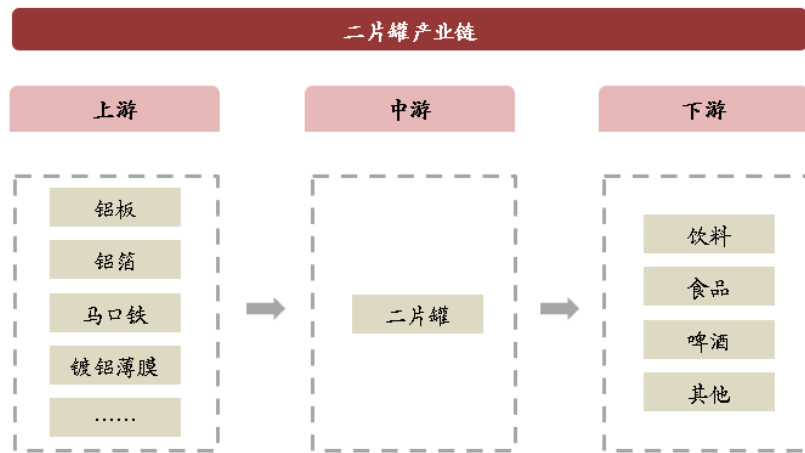 二片罐产业链
上游
中游
下游
铝板
铝箔
马口铁
镀铝薄膜
……
二片罐
饮料
食品
啤酒
其他